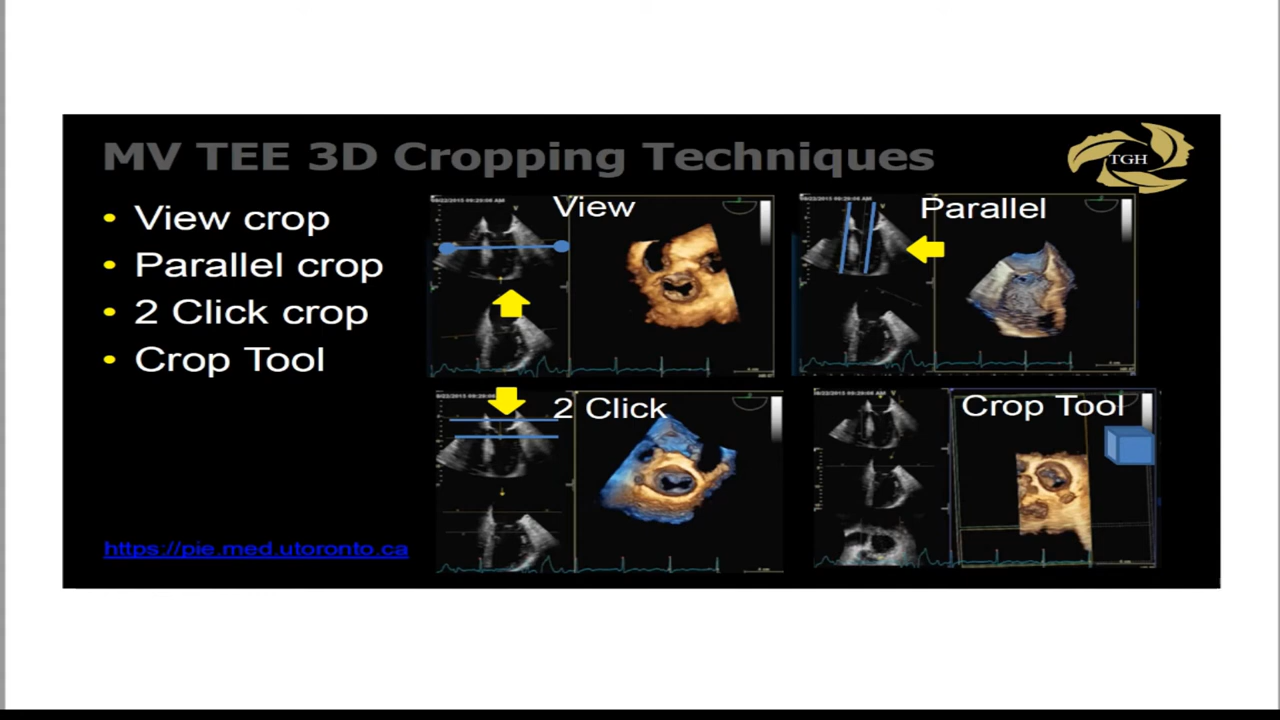 MV TEE 3D Cropping Techniques
TGH
View crop
Parallel crop
2 Click crop
Crop Tool
View
Parallel
2 Click
Crop Tool
https://pie.med.utoronto.ca